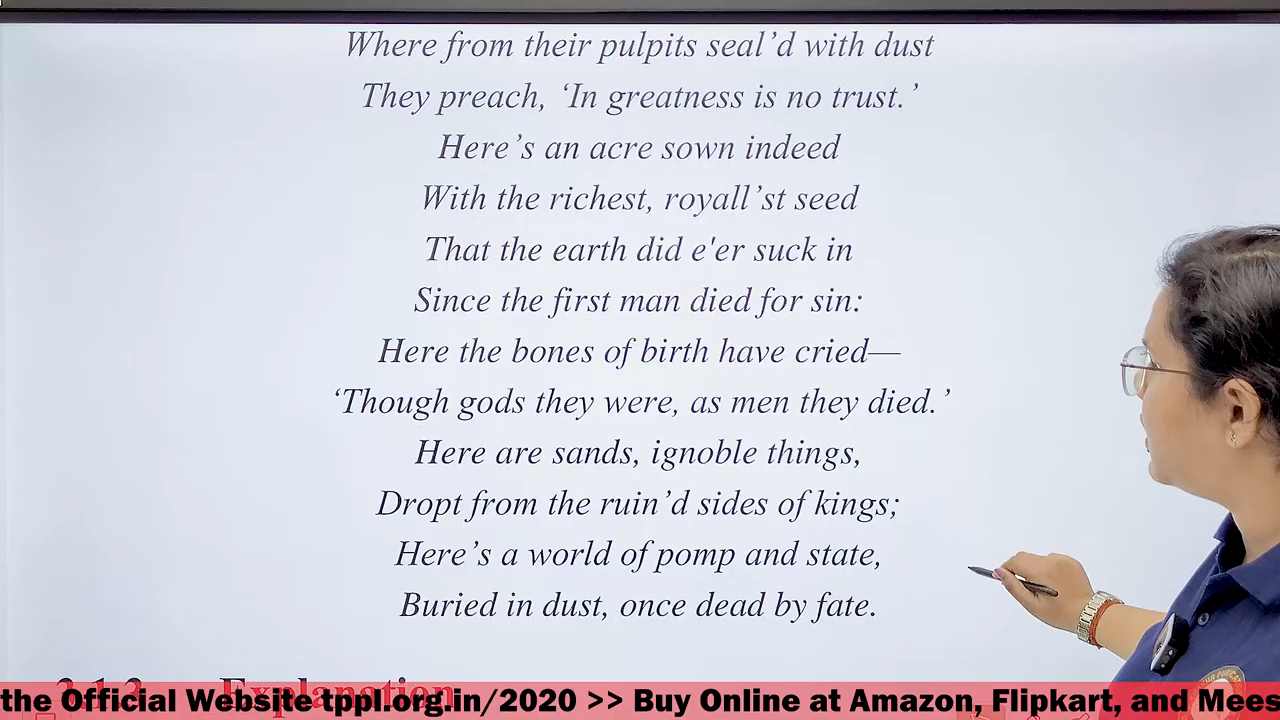 Where from their pulpits seal’d with dust
They preach, ‘In greatness is no trust.’
Here’s an acre sown indeed
With the richest, royall’st seed
That the earth did e'er suck in
Since the first man died for sin:
Here the bones of birth have cried—
‘Though gods they were, as men they died.’
Here are sands, ignoble things,
Dropt from the ruin’d sides of kings;
Here’s a world of pomp and state,
Buried in dust, once dead by fate.
Explanation
the Official Website tppl.org.in/2020 >> Buy Online at Amazon, Flipkart, and Mees